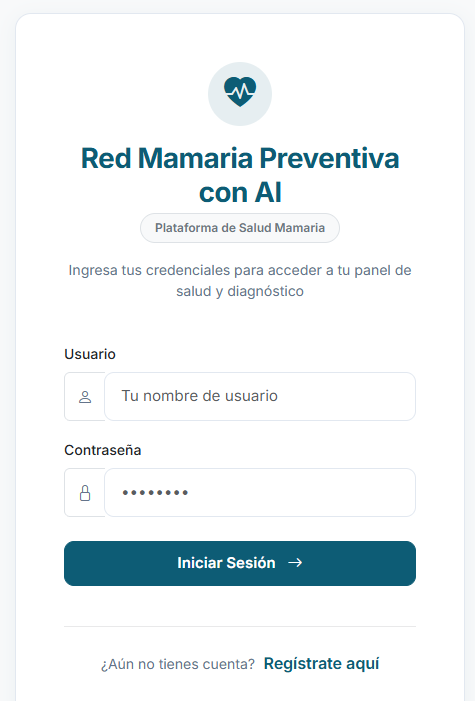 Red Mamaria Preventiva
con AI
Plataforma de Salud Mamaria
Ingresa tus credenciales para acceder a tu panel de
salud y diagnóstico
Usuario
Tu nombre de usuario
Contraseña
••••••••
Iniciar Sesión →
¿Aún no tienes cuenta? Regístrate aquí